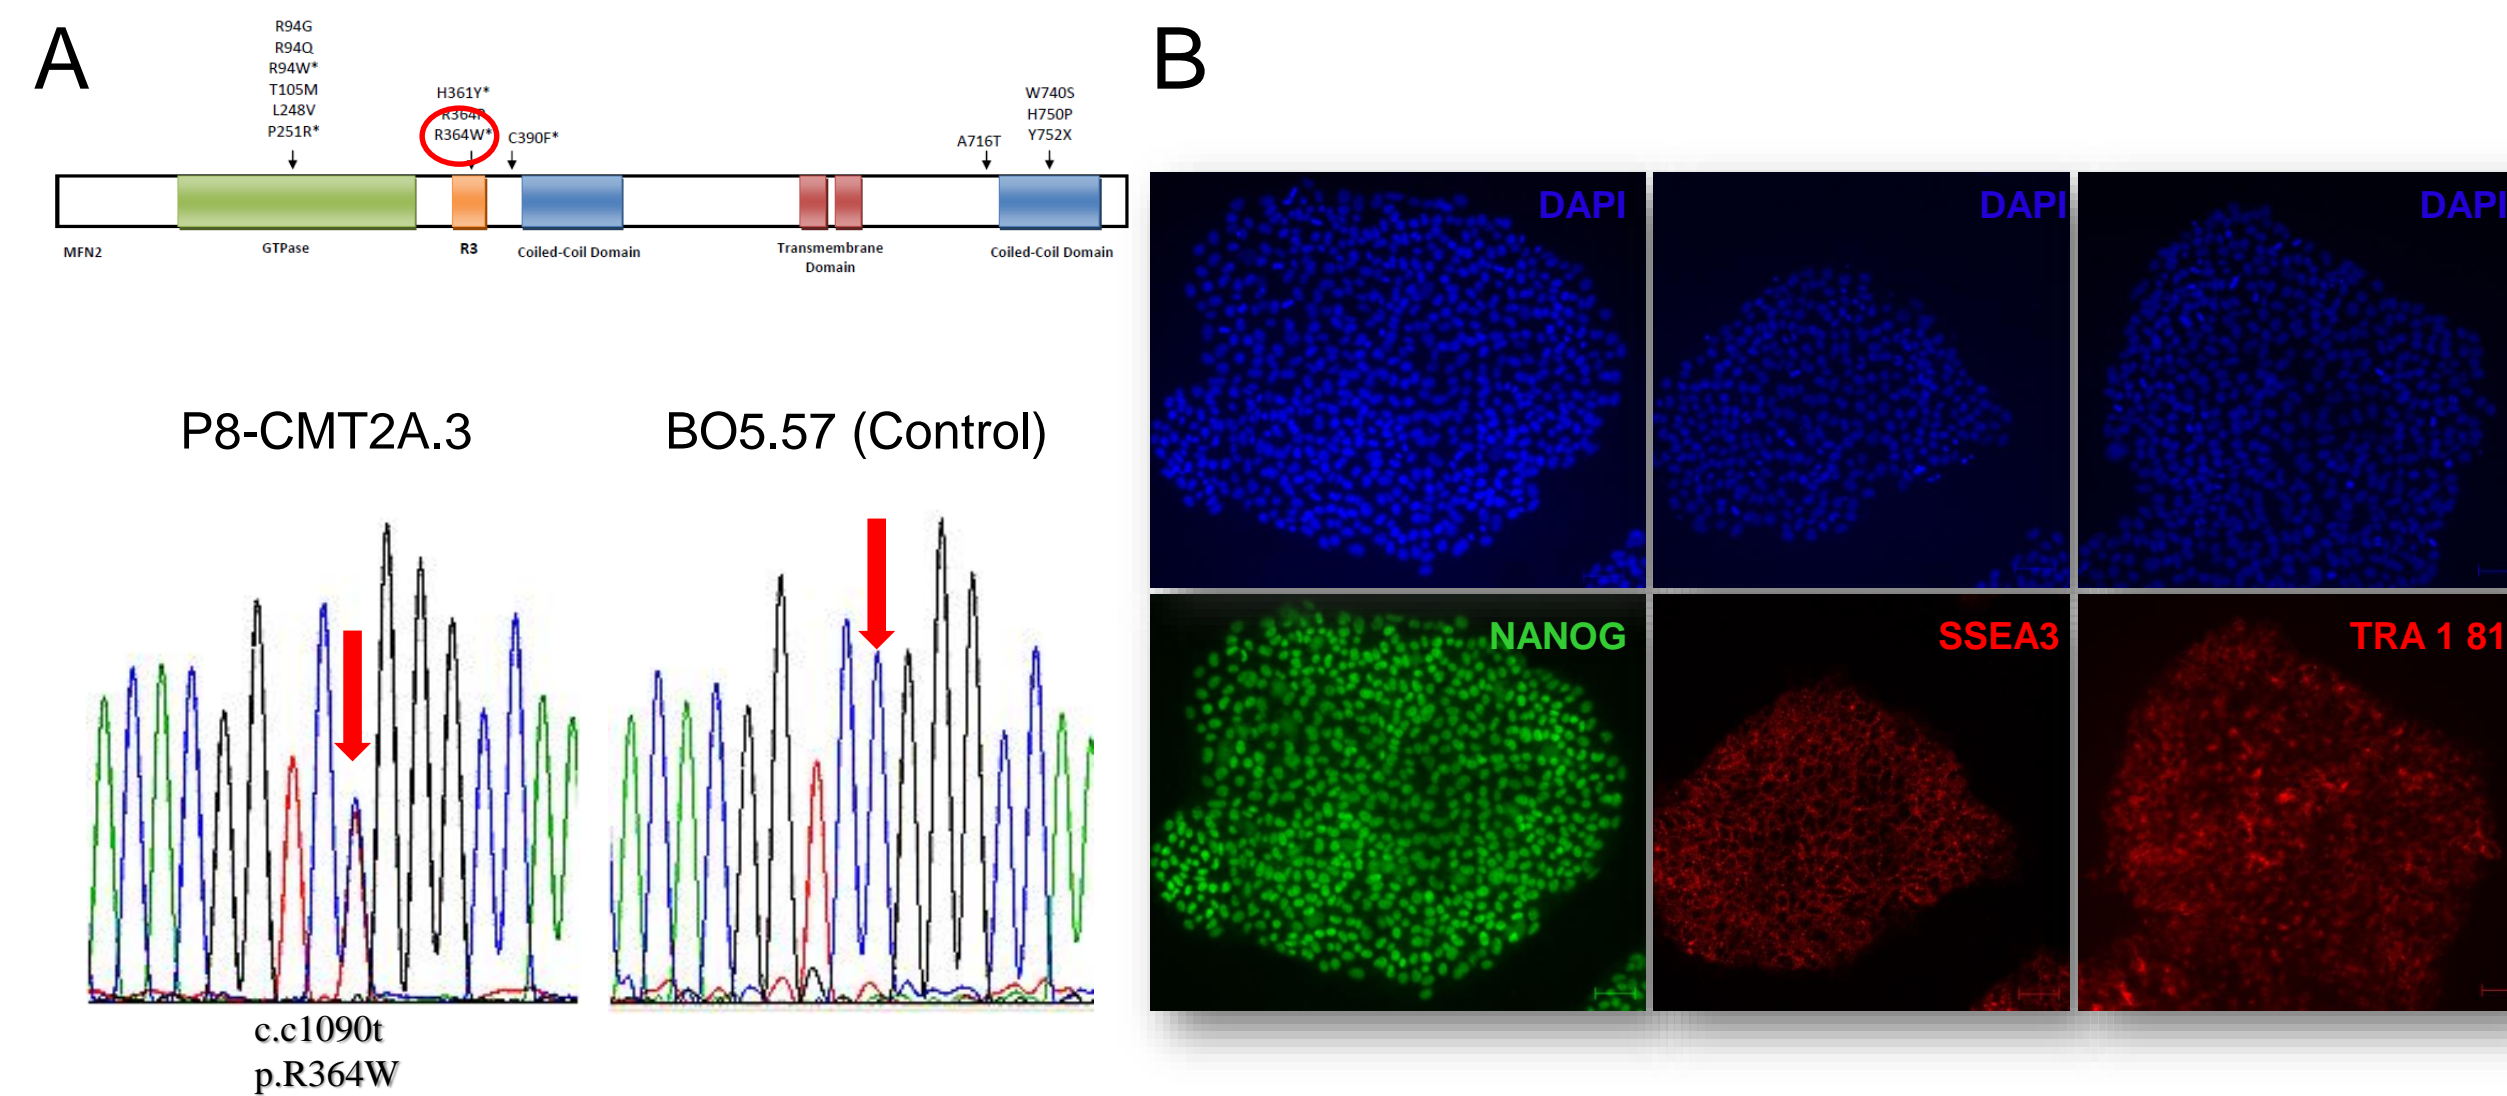 A
R94G
R94Q
R94W*
T105M
L248V
P251R*
H361Y*
R364P
R364W*
C390F*
A716T
W740S
H750P
Y752X
MFN2
GTPase
R3
Coiled-Coil Domain
Transmembrane
Domain
Coiled-Coil Domain
P8-CMT2A.3
BO5.57 (Control)
c.c1090t
p.R364W
B
DAPI
DAPI
DAPI
NANOG
SSEA3
TRA 1 81